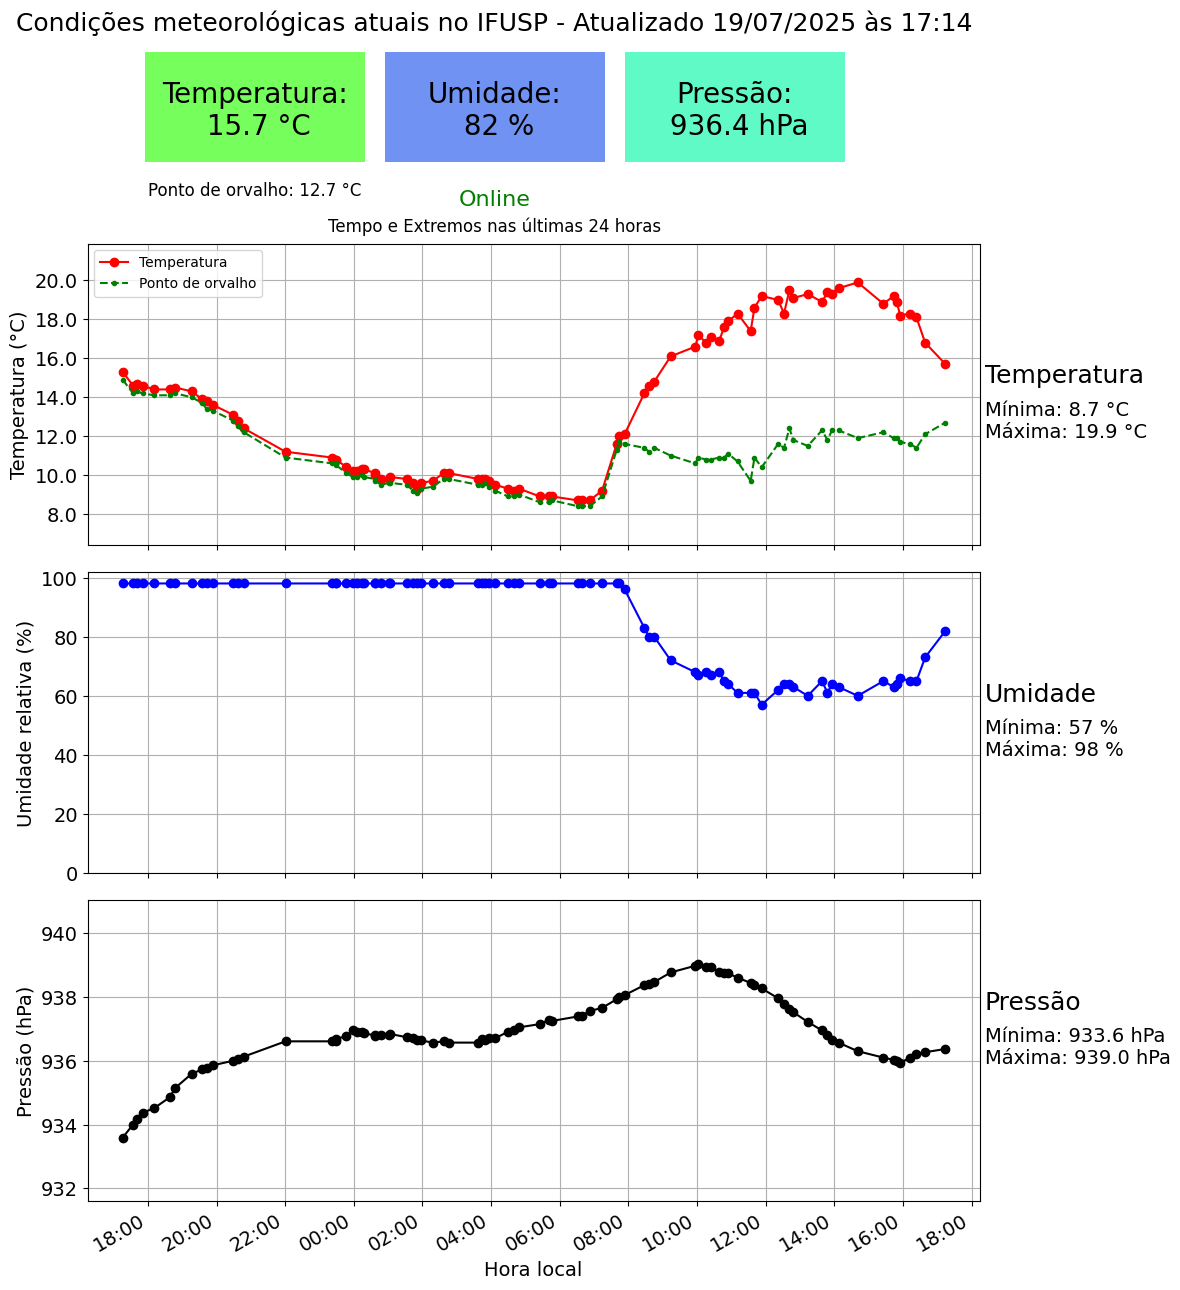 Condições meteorológicas atuais no IFUSP - Atualizado 19/07/2025 às 17:14
Temperatura:
15.7 °C
Umidade:
82 %
Pressão:
936.4 hPa
Ponto de orvalho: 12.7 °C
Online
Tempo e Extremos nas últimas 24 horas
Temperatura
Ponto de orvalho
Temperatura (°C)
20.0
18.0
16.0
14.0
12.0
10.0
8.0
Temperatura
Mínima: 8.7 °C
Máxima: 19.9 °C
Umidade relativa (%)
100
80
60
40
20
0
Umidade
Mínima: 57 %
Máxima: 98 %
Pressão (hPa)
940
938
936
934
932
Pressão
Mínima: 933.6 hPa
Máxima: 939.0 hPa
18:00
20:00
22:00
00:00
02:00
04:00
06:00
08:00
10:00
12:00
14:00
16:00
18:00
Hora local